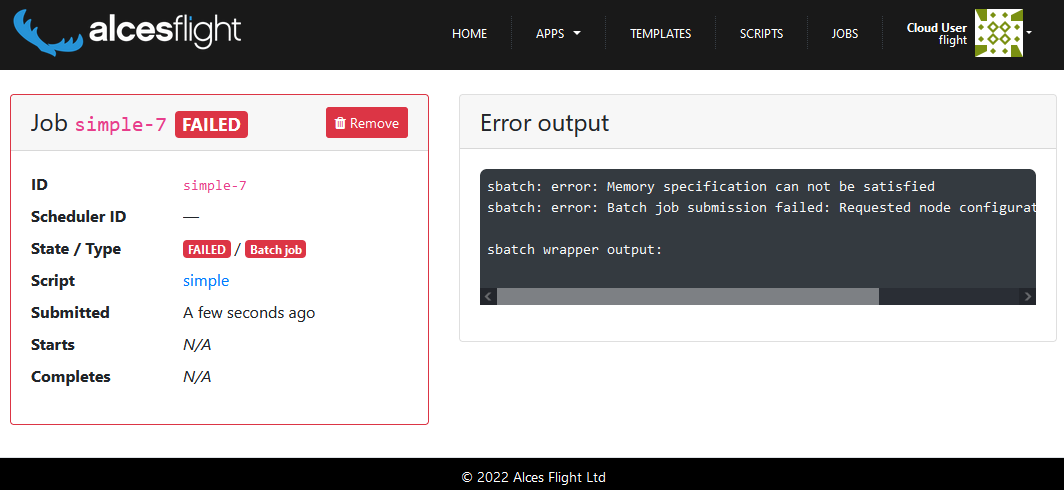 alcesflight
HOME
APPS
TEMPLATES
SCRIPTS
JOBS
Cloud User
flight
Job simple-7 FAILED
Remove
ID simple-7
Scheduler ID —
State / Type FAILED / Batch job
Script simple
Submitted A few seconds ago
Starts N/A
Completes N/A
Error output
sbatch: error: Memory specification can not be satisfied
sbatch: error: Batch job submission failed: Requested node configurat
sbatch wrapper output:
© 2022 Alces Flight Ltd